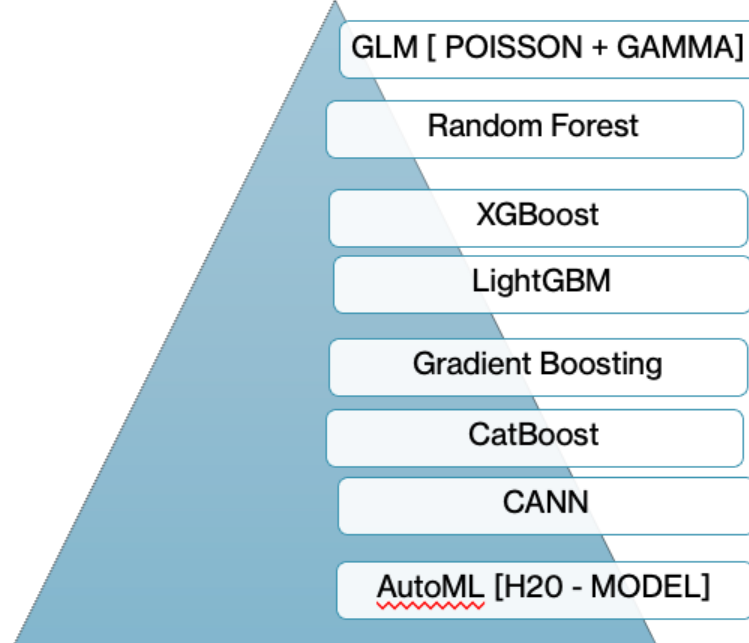 GLM [ POISSON + GAMMA]
Random Forest
XGBoost
LightGBM
Gradient Boosting
CatBoost
CANN
AutoML [H20 - MODEL]